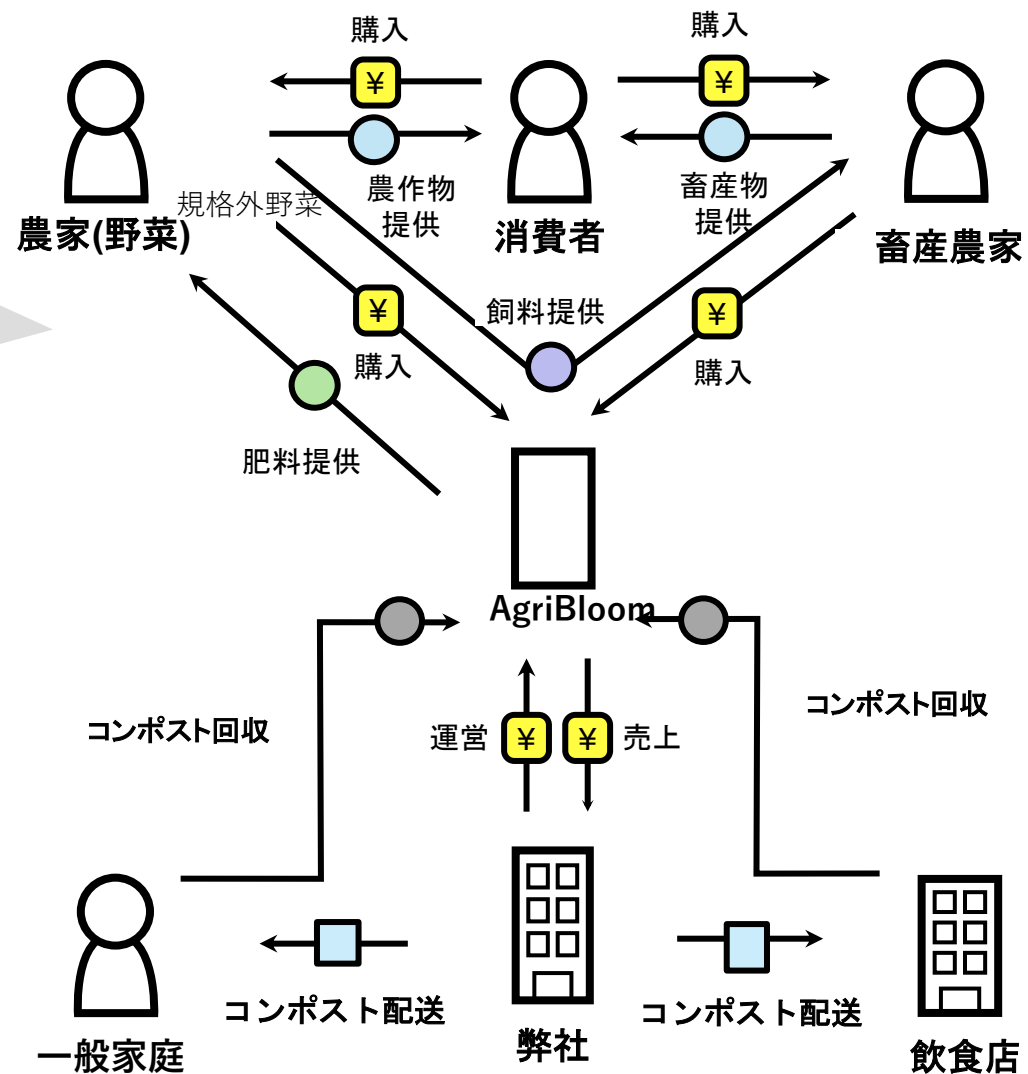 購入
購入
¥
¥
農作物
提供
畜産物
提供
規格外野菜
農家(野菜)
消費者
畜産農家
¥
飼料提供
¥
購入
購入
肥料提供
AgriBloom
コンポスト回収
コンポスト回収
運営
¥
¥
売上
コンポスト配送
コンポスト配送
一般家庭
弊社
飲食店